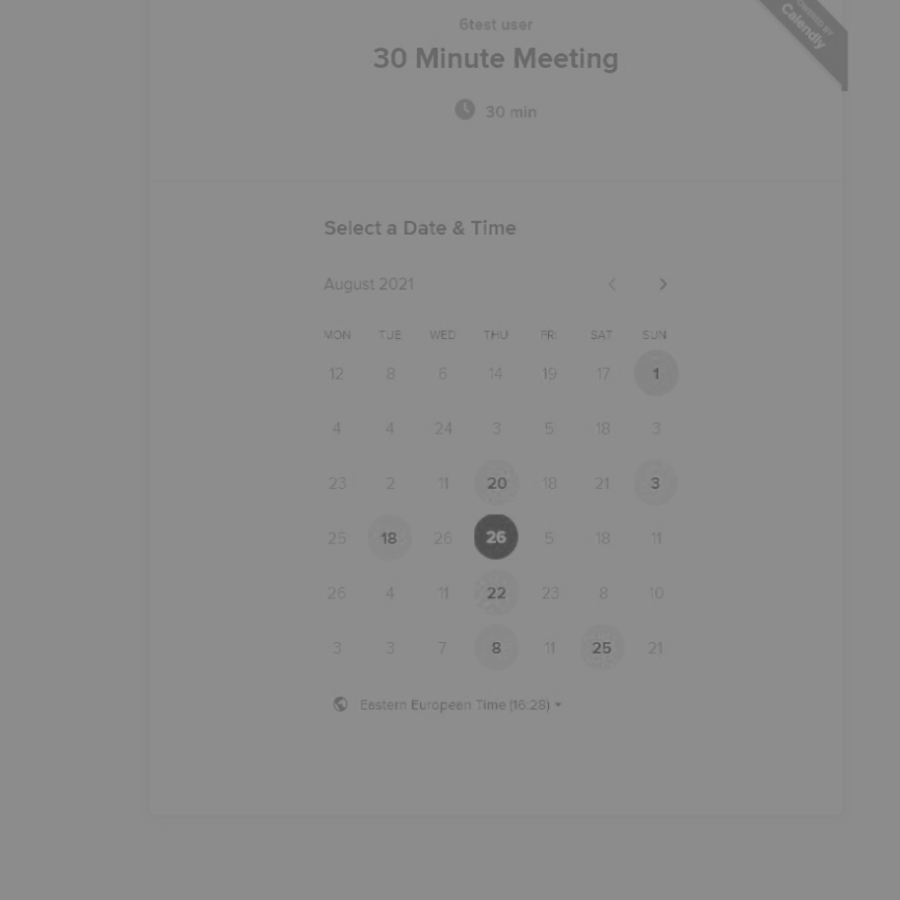 6test user
POWERED BY
Calendly
30 Minute Meeting
30 min
Select a Date & Time
August 2021
MON TUE WED THU FRI SAT SUN
12 8 6 14 19 17 1
4 4 24 3 5 18 3
23 2 11 20 18 21 3
25 18 26 26 5 18 11
26 4 11 22 23 8 10
3 3 7 8 11 25 21
Eastern European Time (16:28)